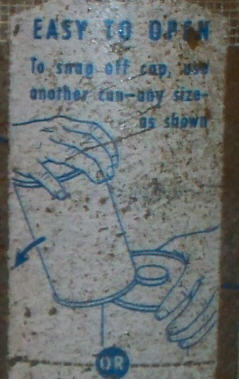 EASY TO OPEN
To snap off cap, use
another can-any size-
as shown
OR